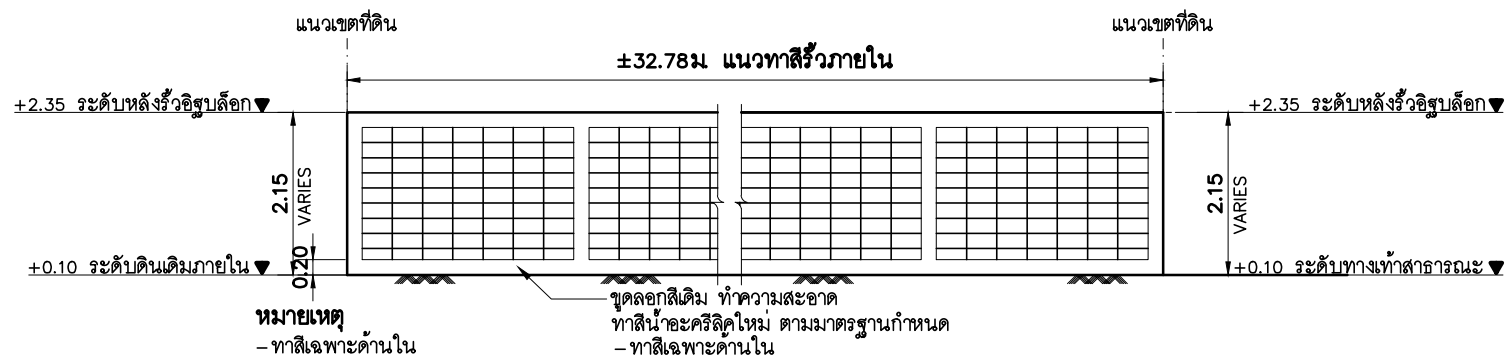 แนวเขตที่ดิน
แนวเขตที่ดิน
±32.78ม. แนวทาสีรั้วภายใน
+2.35 ระดับหลังรั้วอิฐบล็อก
+2.35 ระดับหลังรั้วอิฐบล็อก
2.15
VARIES
2.15
VARIES
0.20
+0.10 ระดับดินเดิมภายใน
+0.10 ระดับทางเท้าสาธารณะ
หมายเหตุ
-ทาสีเฉพาะด้านใน
ขูดลอกสีเดิม ทำความสะอาด
ทาสีน้ำอะครีลิคใหม่ ตามมาตรฐานกำหนด
-ทาสีเฉพาะด้านใน